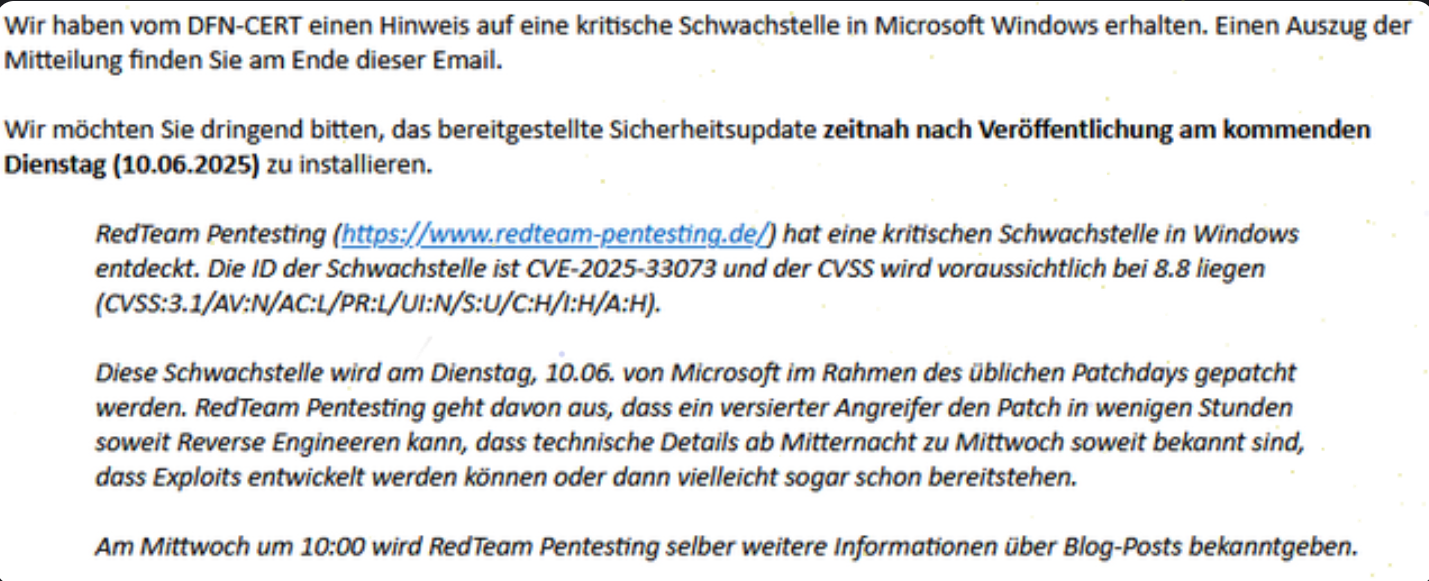 Wir haben vom DFN-CERT einen Hinweis auf eine kritische Schwachstelle in Microsoft Windows erhalten. Einen Auszug der
Mitteilung finden Sie am Ende dieser Email.
Wir möchten Sie dringend bitten, das bereitgestellte Sicherheitsupdate zeitnah nach Veröffentlichung am kommenden
Dienstag (10.06.2025) zu installieren.
RedTeam Pentesting (https://www.redteam-pentesting.de/) hat eine kritischen Schwachstelle in Windows
entdeckt. Die ID der Schwachstelle ist CVE-2025-33073 und der CVSS wird voraussichtlich bei 8.8 liegen
(CVSS:3.1/AV:N/AC:L/PR:L/UI:N/S:U/C:H/I:H/A:H).
Diese Schwachstelle wird am Dienstag, 10.06. von Microsoft im Rahmen des üblichen Patchdays gepatcht
werden. RedTeam Pentesting geht davon aus, dass ein versierter Angreifer den Patch in wenigen Stunden
soweit Reverse Engineeren kann, dass technische Details ab Mitternacht zu Mittwoch soweit bekannt sind,
dass Exploits entwickelt werden können oder dann vielleicht sogar schon bereitstehen.
Am Mittwoch um 10:00 wird RedTeam Pentesting selber weitere Informationen über Blog-Posts bekanntgeben.